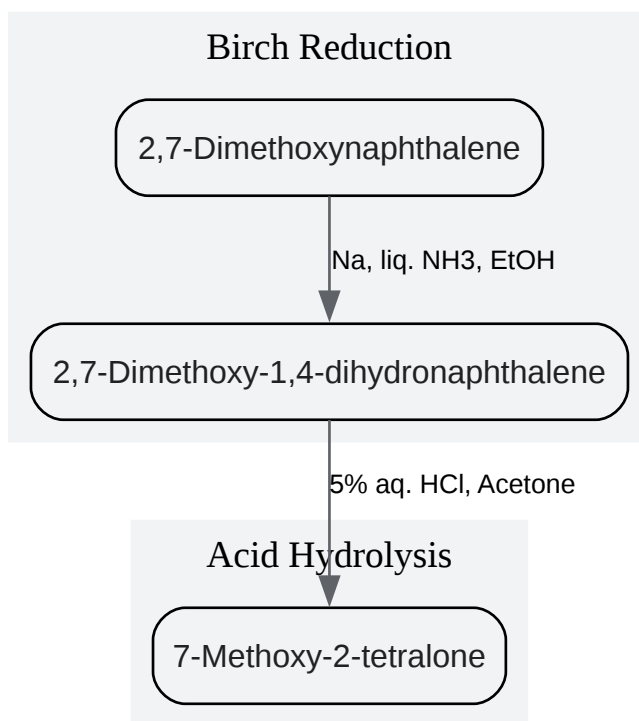 Birch Reduction
2,7-Dimethoxynaphthalene
Na, liq. NH3, EtOH
2,7-Dimethoxy-1,4-dihydronaphthalene
5% aq. HCl, Acetone
Acid Hydrolysis
7-Methoxy-2-tetralone